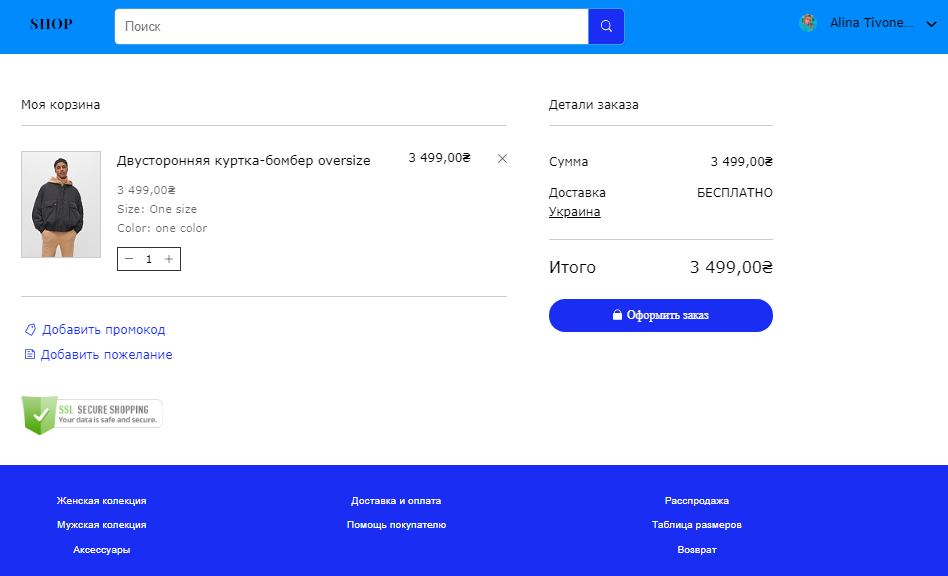 SHOP
Поиск
Alina Tivone...
Моя корзина
Двусторонняя куртка-бомбер oversize
3 499,00₴
3 499,00₴
Size: One size
Color: one color
1
Добавить промокод
Добавить пожелание
SSL SECURE SHOPPING
Your data is safe and secure.
Детали заказа
Сумма 3 499,00₴
Доставка БЕСПЛАТНО
Украина
Итого 3 499,00₴
Оформить заказ
Женская колекция
Мужская колекция
Аксессуары
Доставка и оплата
Помощь покупателю
Расспродажа
Таблица размеров
Возврат